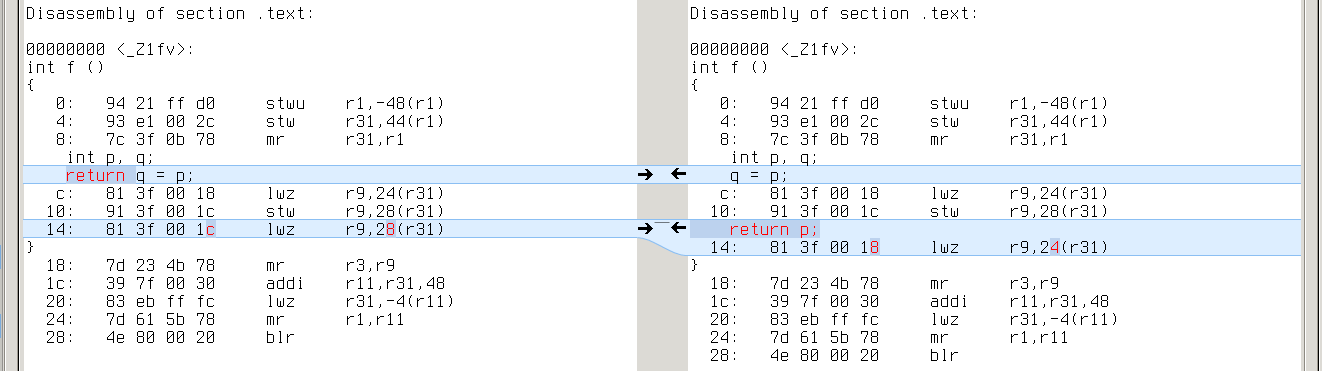 Disassembly of section .text:
00000000 <_Z1fv>:
int f ()
{
0: 94 21 ff d0 stwu r1,-48(r1)
4: 93 e1 00 2c stw r31,44(r1)
8: 7c 3f 0b 78 mr r31,r1
int p, q;
return q = p;
c: 81 3f 00 18 lwz r9,24(r31)
10: 91 3f 00 1c stw r9,28(r31)
14: 81 3f 00 1c lwz r9,28(r31)
}
18: 7d 23 4b 78 mr r3,r9
1c: 39 7f 00 30 addi r11,r31,48
20: 83 eb ff fc lwz r31,-4(r11)
24: 7d 61 5b 78 mr r1,r11
28: 4e 80 00 20 blr
Disassembly of section .text:
00000000 <_Z1fv>:
int f ()
{
0: 94 21 ff d0 stwu r1,-48(r1)
4: 93 e1 00 2c stw r31,44(r1)
8: 7c 3f 0b 78 mr r31,r1
int p, q;
q = p;
c: 81 3f 00 18 lwz r9,24(r31)
10: 91 3f 00 1c stw r9,28(r31)
return p;
14: 81 3f 00 18 lwz r9,24(r31)
}
18: 7d 23 4b 78 mr r3,r9
1c: 39 7f 00 30 addi r11,r31,48
20: 83 eb ff fc lwz r31,-4(r11)
24: 7d 61 5b 78 mr r1,r11
28: 4e 80 00 20 blr